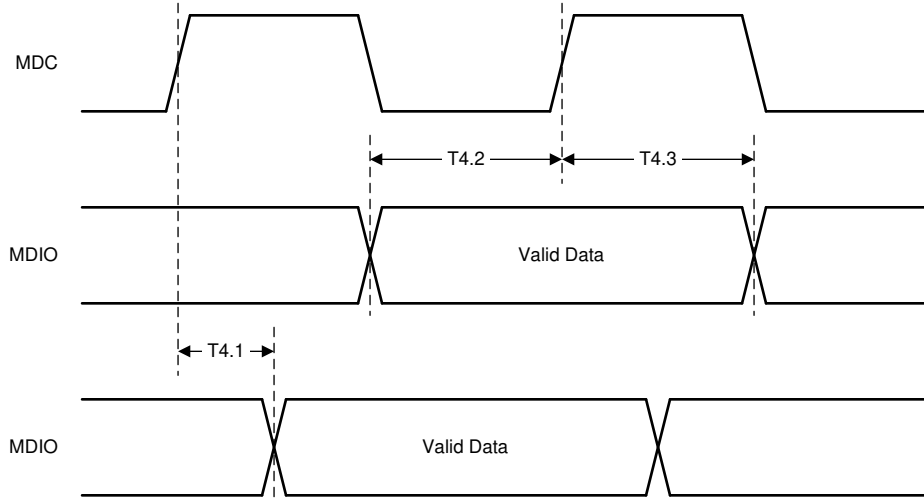 MDC
T4.2
T4.3
MDIO
Valid Data
T4.1
MDIO
Valid Data